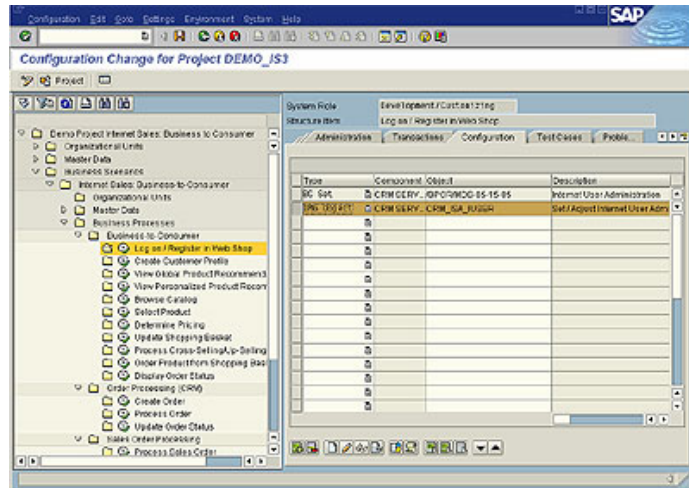 Configuration Edit Goto Settings Environment System Help
SAP
Configuration Change for Project DEMO_IS3
Project
System Role Development/Customizing
Structure Item Log on / Register in Web Shop
Administration Transactions Configuration Test Cases Proble..
Type Component Object Description
BC Set CRM SERV.. Internet User Administration
IMG Object CRM SERV.. CRM_ISA_IUSER Set/Adjust Internet User Adm
Demo Project Internet Sales: Business to Consumer
Organizational Units
Master Data
Business Scenarios
Internet Sales: Business-to-Consumer
Organizational Units
Master Data
Business Processes
Business-to-Consumer
Log on / Register in Web Shop
Create Customer Profile
View Global Product Recommend
View Personalized Product Recom
Browse Catalog
Select Product
Determine Pricing
Update Shopping Basket
Process Cross-Selling/Up-Selling
Order Product from Shopping Bas
Display Order Status
Order Processing (CRM)
Create Order
Process Order
Update Order Status
Sales Order Processing
Process Sales Order